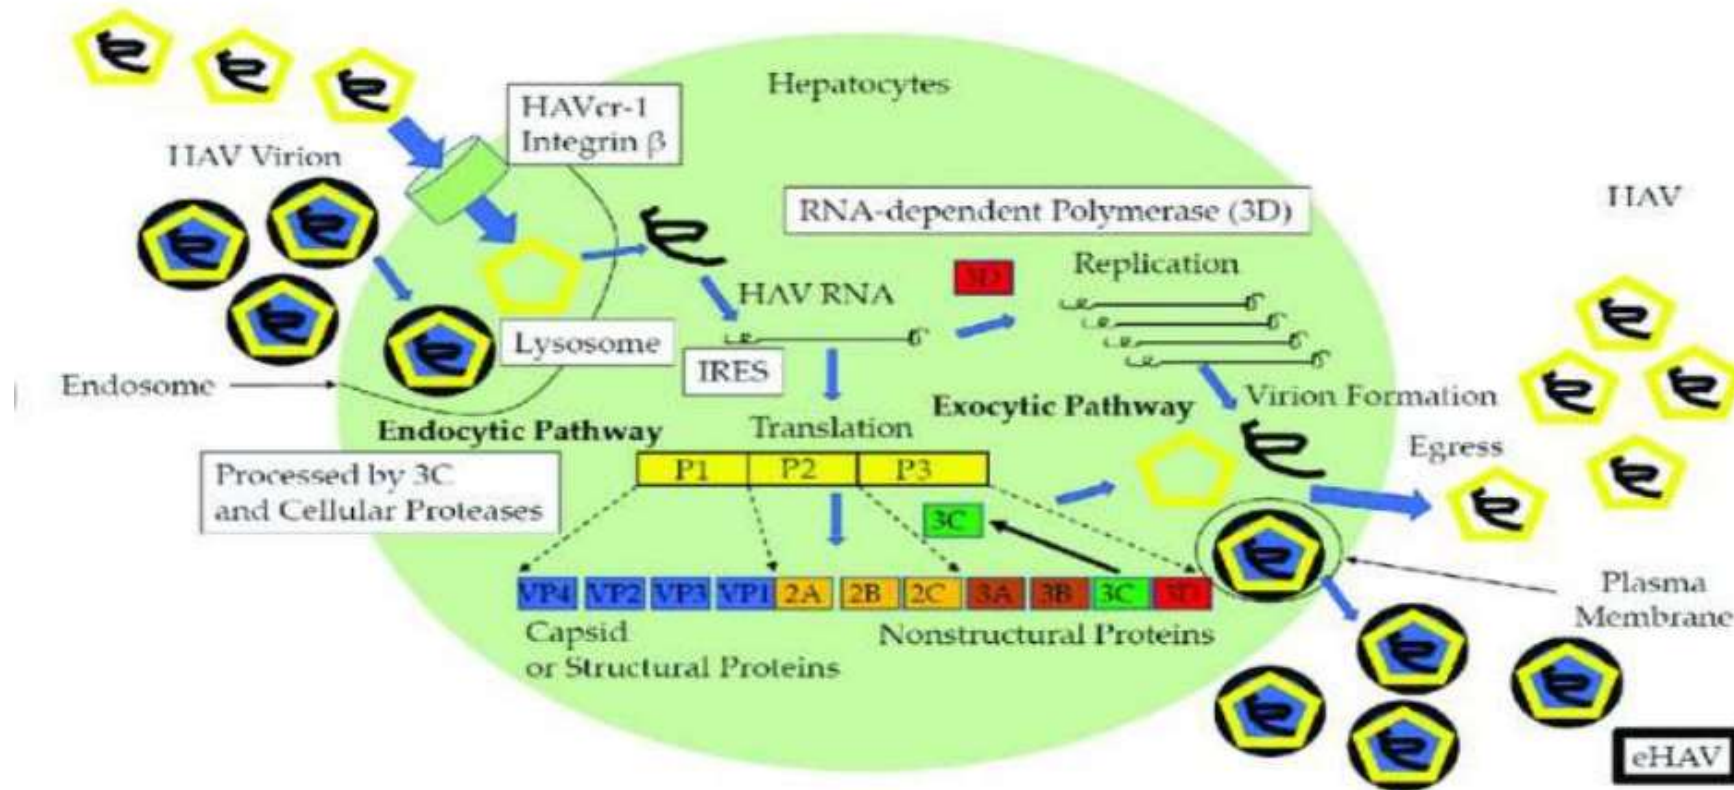 Hepatocytes
HAVcr-1
Integrin β
HAV Virion
HAV
RNA-dependent Polymerase (3D)
3D
Replication
HAV RNA
Lysosome
IRES
Endosome
Exocytic Pathway
Virion Formation
Endocytic Pathway
Translation
Egress
P1 P2 P3
Processed by 3C
and Cellular Proteases
3C
VP4 VP2 VP3 VP1 2A 2B 2C 3A 3B 3C 3D
Plasma
Membrane
Capsid
or Structural Proteins
Nonstructural Proteins
eHAV